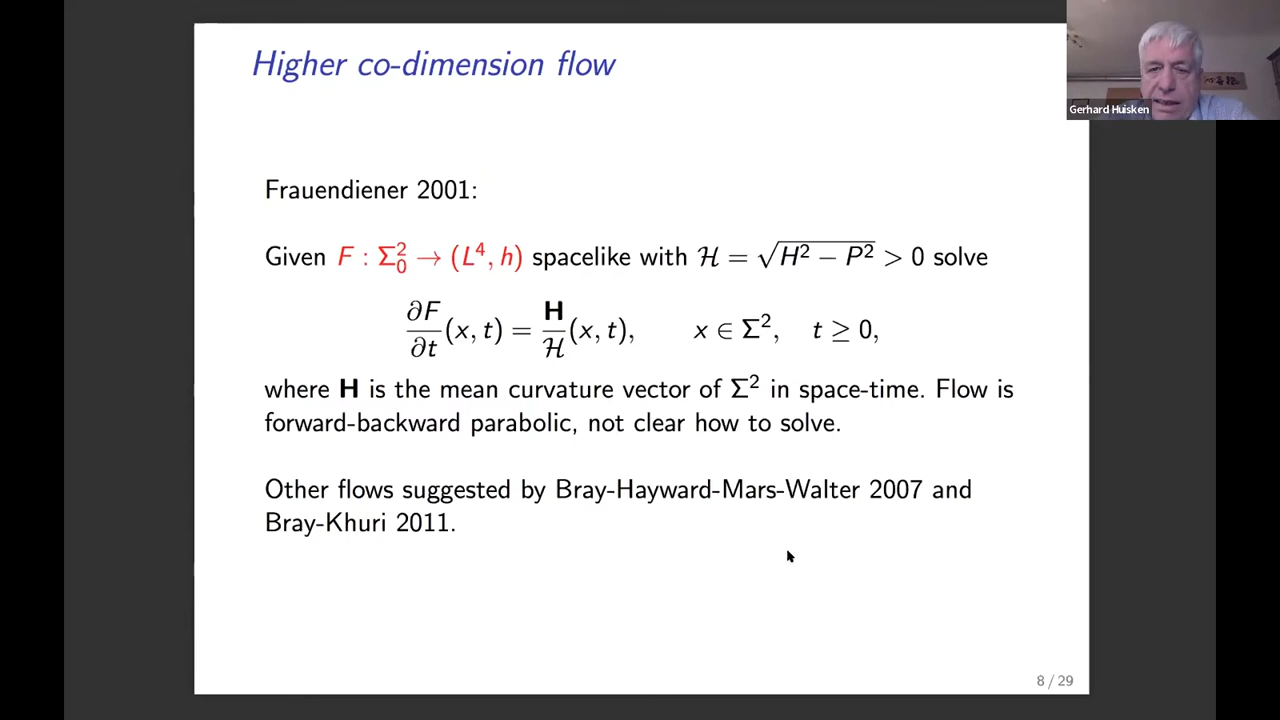 Higher co-dimension flow
Gerhard Huisken
Frauendiener 2001:
Given F : Σ₀² → (L⁴, h) spacelike with ℋ = √(H² − P²) > 0 solve
∂F/∂t (x, t) = 𝐇/ℋ (x, t), x ∈ Σ², t ≥ 0,
where 𝐇 is the mean curvature vector of Σ² in space-time. Flow is
forward-backward parabolic, not clear how to solve.
Other flows suggested by Bray-Hayward-Mars-Walter 2007 and
Bray-Khuri 2011.
8 / 29